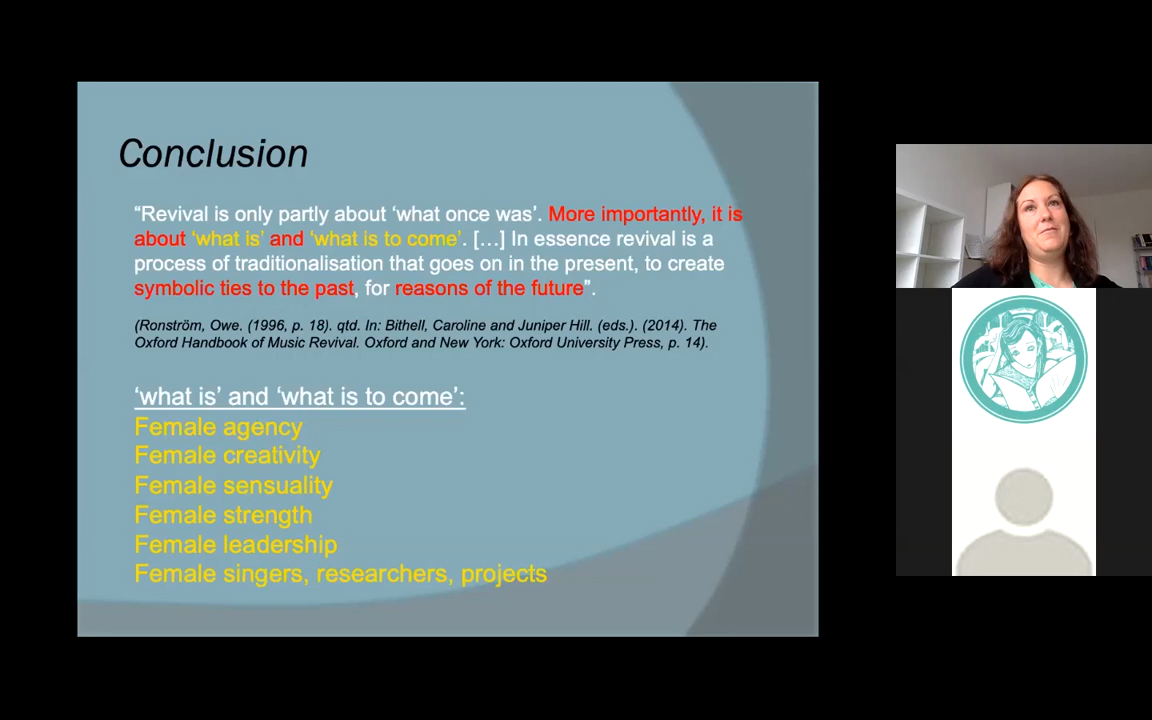 Conclusion
“Revival is only partly about ‘what once was’. More importantly, it is
about ‘what is’ and ‘what is to come’. […] In essence revival is a
process of traditionalisation that goes on in the present, to create
symbolic ties to the past, for reasons of the future”.
(Ronström, Owe. (1996, p. 18). qtd. In: Bithell, Caroline and Juniper Hill. (eds.). (2014). The
Oxford Handbook of Music Revival. Oxford and New York: Oxford University Press, p. 14).
‘what is’ and ‘what is to come’:
Female agency
Female creativity
Female sensuality
Female strength
Female leadership
Female singers, researchers, projects